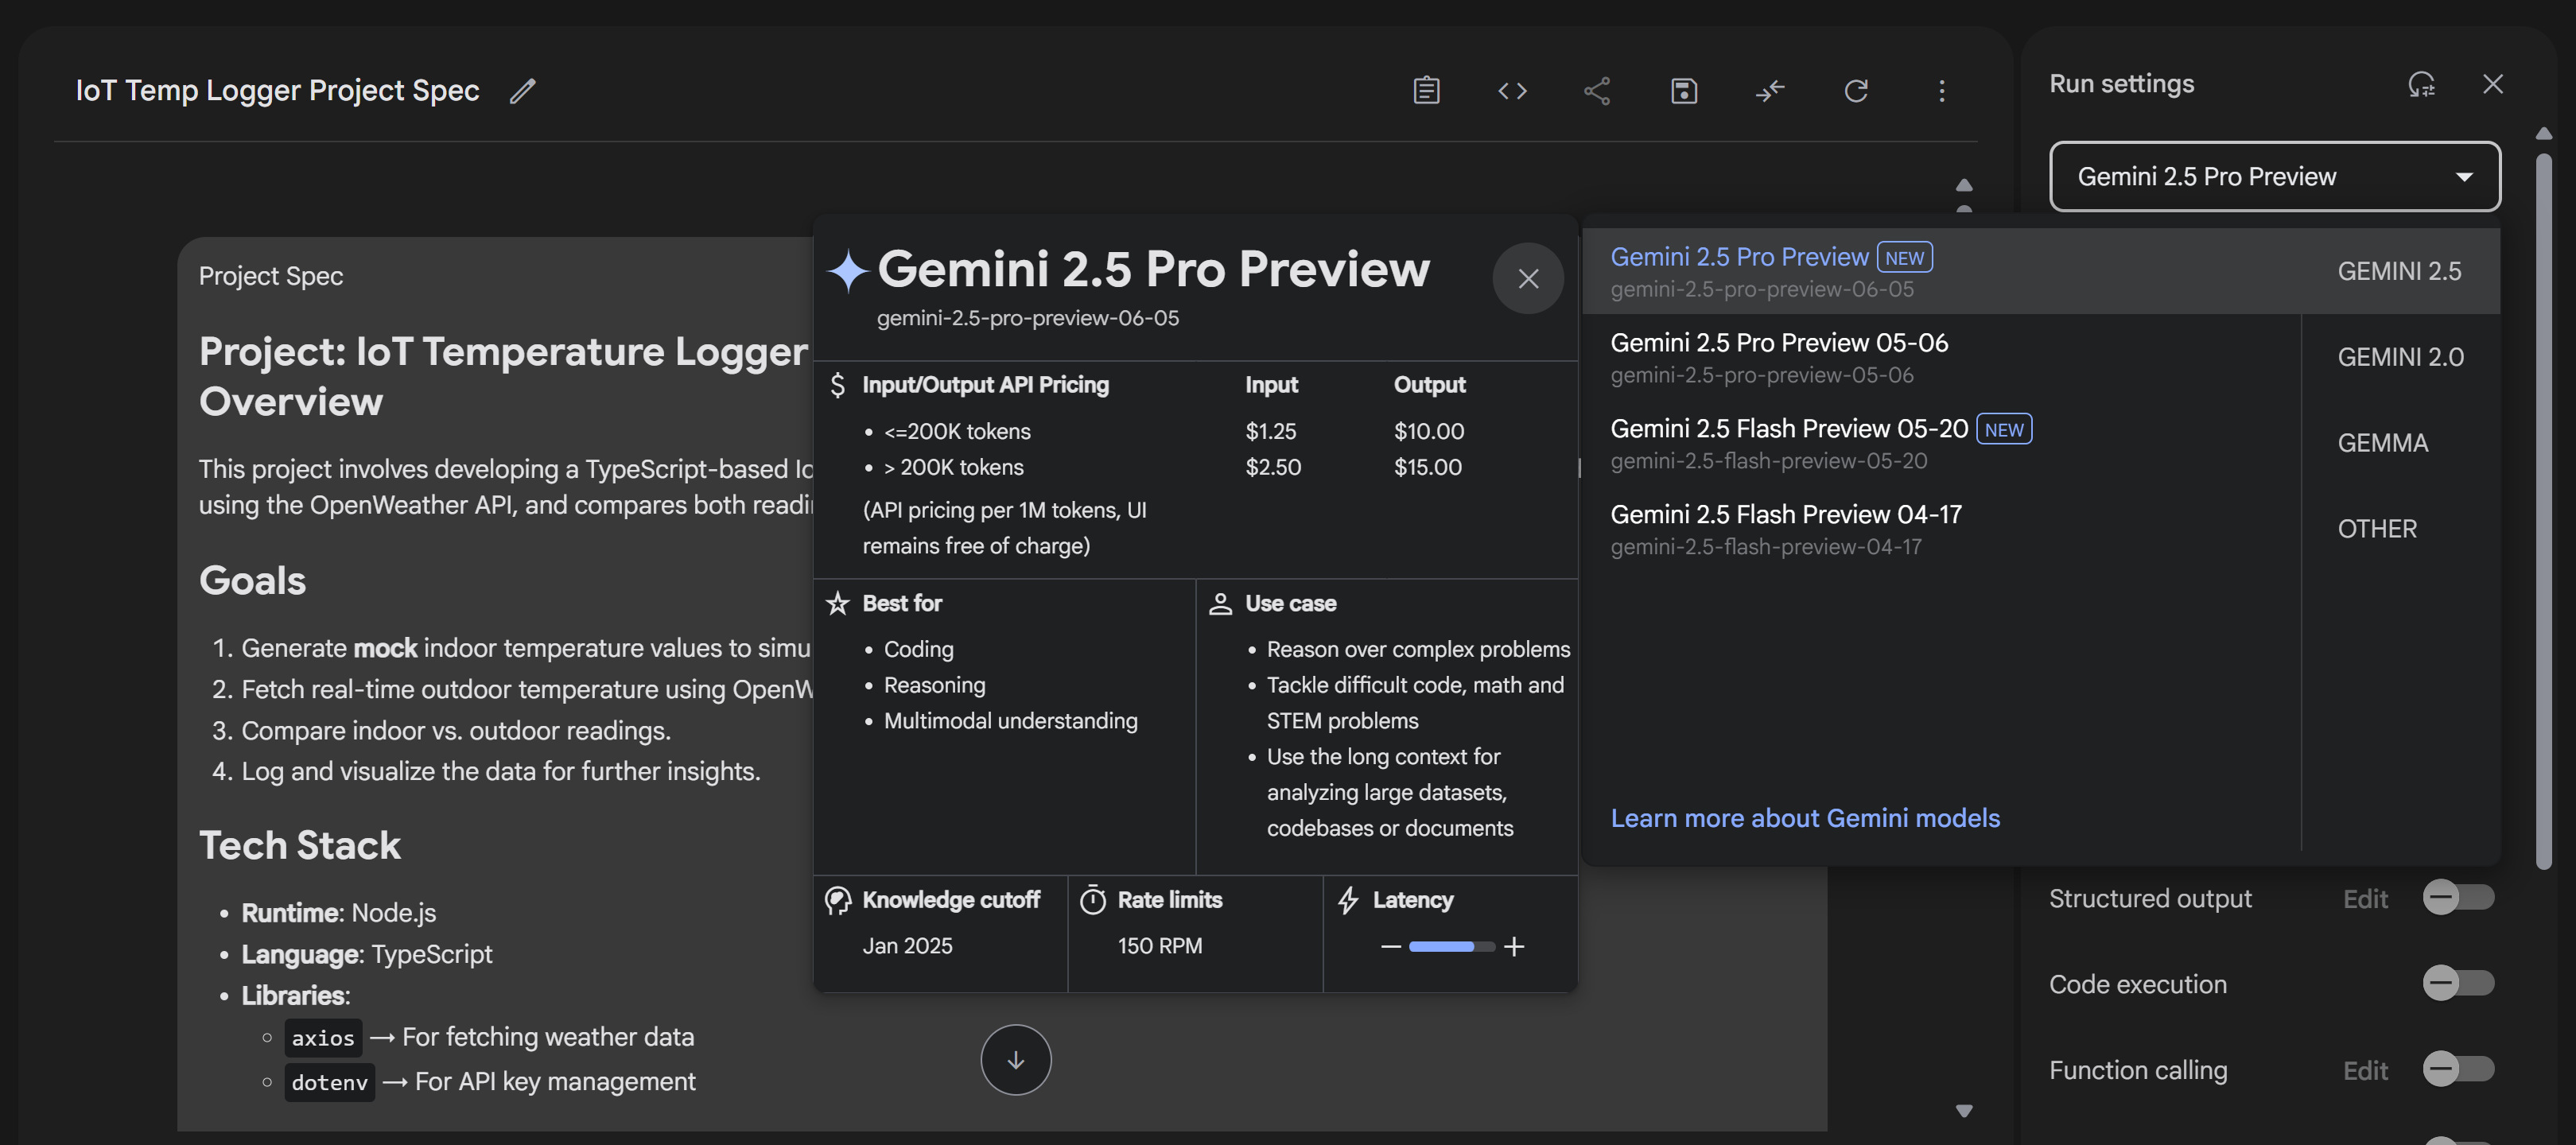 IoT Temp Logger Project Spec
Project Spec
Project: IoT Temperature Logger
Overview
This project involves developing a TypeScript-based
using the OpenWeather API, and compares both
Goals
1. Generate mock indoor temperature values to
2. Fetch real-time outdoor temperature using
3. Compare indoor vs. outdoor readings.
4. Log and visualize the data for further insights.
Tech Stack
• Runtime: Node.js
• Language: TypeScript
• Libraries:
axios → For fetching weather data
dotenv → For API key management
Gemini 2.5 Pro Preview
gemini-2.5-pro-preview-06-05
Input/Output API Pricing Input Output
• <=200K tokens $1.25 $10.00
• > 200K tokens $2.50 $15.00
(API pricing per 1M tokens, UI
remains free of charge)
Best for
• Coding
• Reasoning
• Multimodal understanding
Use case
• Reason over complex problems
• Tackle difficult code, math and
STEM problems
• Use the long context for
analyzing large datasets,
codebases or documents
Knowledge cutoff
Jan 2025
Rate limits
150 RPM
Latency
Run settings
Gemini 2.5 Pro Preview
Gemini 2.5 Pro Preview NEW
gemini-2.5-pro-preview-06-05
Gemini 2.5 Pro Preview 05-06
gemini-2.5-pro-preview-05-06
Gemini 2.5 Flash Preview 05-20 NEW
gemini-2.5-flash-preview-05-20
Gemini 2.5 Flash Preview 04-17
gemini-2.5-flash-preview-04-17
Learn more about Gemini models
GEMINI 2.5
GEMINI 2.0
GEMMA
OTHER
Structured output Edit
Code execution
Function calling Edit